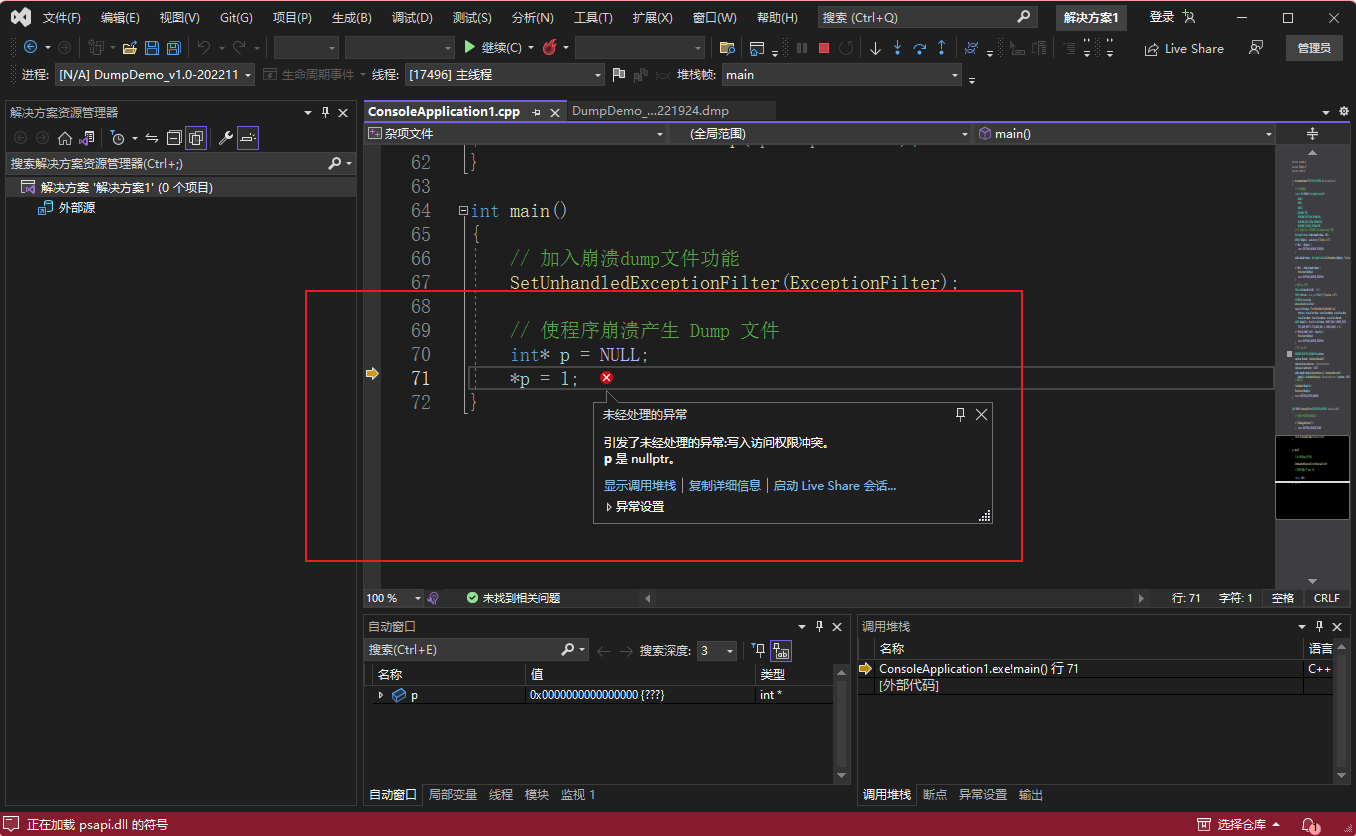 文件(F) 编辑(E) 视图(V) Git(G) 项目(P) 生成(B) 调试(D) 测试(S) 分析(N) 工具(T) 扩展(X) 窗口(W) 帮助(H) 搜索 (Ctrl+Q) 解决方案1 登录
继续(C) Live Share 管理员
进程: [N/A] DumpDemo_v1.0-202211 生命周期事件 线程: [17496] 主线程 堆栈帧: main
解决方案资源管理器
搜索解决方案资源管理器(Ctrl+;)
解决方案 '解决方案1' (0 个项目)
外部源
ConsoleApplication1.cpp DumpDemo_...221924.dmp
杂项文件 (全局范围) main()
62 }
63
64 int main()
65 {
66 // 加入崩溃dump文件功能
67 SetUnhandledExceptionFilter(ExceptionFilter);
68
69 // 使程序崩溃产生 Dump 文件
70 int* p = NULL;
71 *p = 1;
72 }
未经处理的异常
引发了未经处理的异常:写入访问权限冲突。
p 是 nullptr。
显示调用堆栈 | 复制详细信息 | 启动 Live Share 会话...
异常设置
100 % 未找到相关问题 行: 71 字符: 1 空格 CRLF
自动窗口
搜索(Ctrl+E) 搜索深度: 3
名称 值 类型
p 0x0000000000000000 {???} int *
自动窗口 局部变量 线程 模块 监视 1
调用堆栈
名称 语言
ConsoleApplication1.exe!main() 行 71 C++
[外部代码]
调用堆栈 断点 异常设置 输出
正在加载 psapi.dll 的符号 选择仓库 1